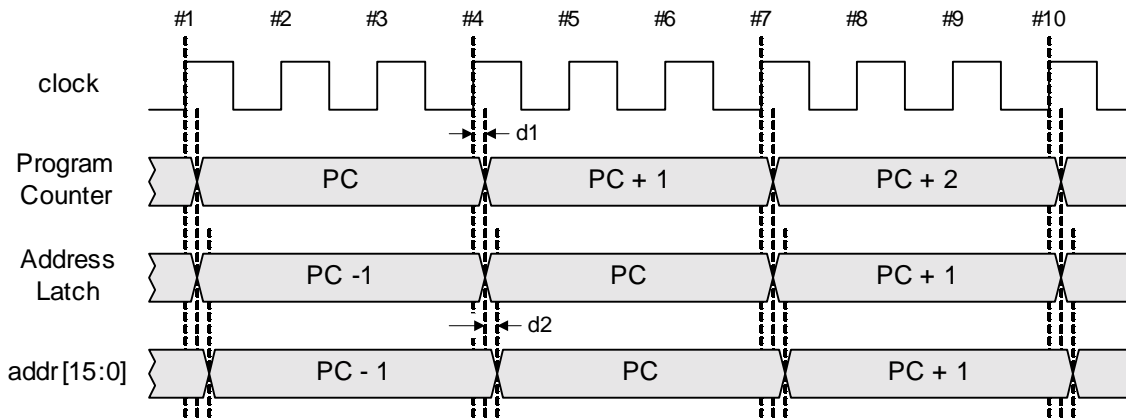 #1 #2 #3 #4 #5 #6 #7 #8 #9 #10
clock
d1
Program
Counter
PC PC + 1 PC + 2
Address
Latch
PC -1 PC PC + 1
d2
addr[15:0]
PC - 1 PC PC + 1